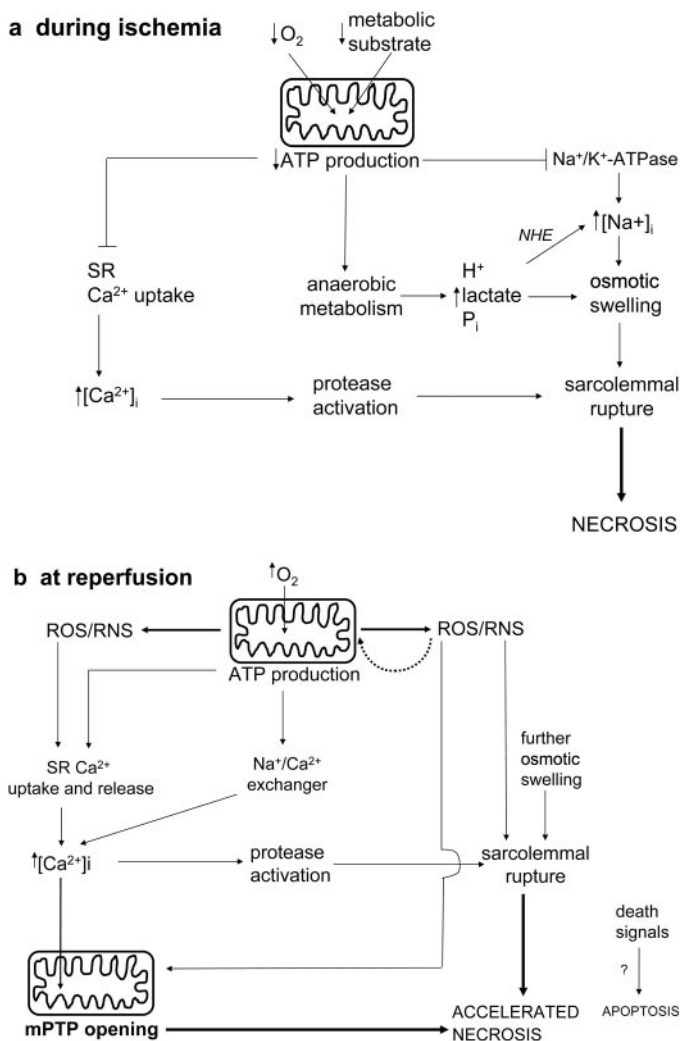 a during ischemia
↓O₂
↓metabolic
substrate
↓ATP production
Na⁺/K⁺-ATPase
↑[Na+]ᵢ
NHE
SR
Ca²⁺ uptake
anaerobic
metabolism
H⁺
↑lactate
Pᵢ
osmotic
swelling
↑[Ca²⁺]ᵢ
protease
activation
sarcolemmal
rupture
NECROSIS
b at reperfusion
↑O₂
ROS/RNS
ROS/RNS
ATP production
further
osmotic
swelling
SR Ca²⁺
uptake and release
Na⁺/Ca²⁺
exchanger
↑[Ca²⁺]i
protease
activation
sarcolemmal
rupture
death
signals
?
mPTP opening
ACCELERATED
NECROSIS
APOPTOSIS